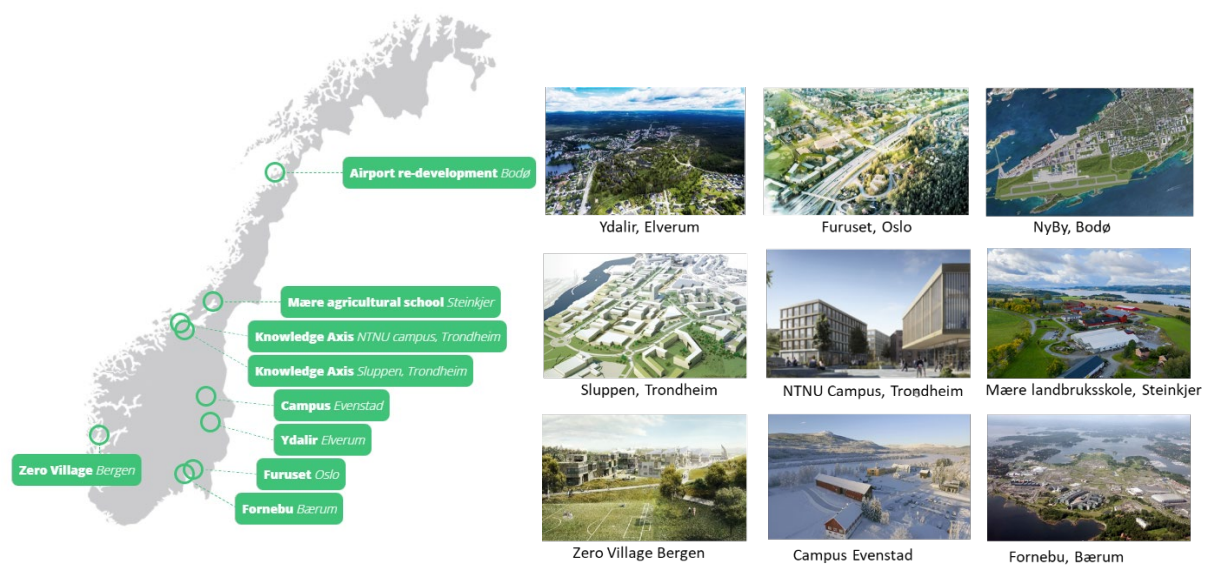 Airport re-development Bodø
Mære agricultural school Steinkjer
Knowledge Axis NTNU campus, Trondheim
Knowledge Axis Sluppen, Trondheim
Campus Evenstad
Ydalir Elverum
Zero Village Bergen
Furuset Oslo
Fornebu Bærum
Ydalir, Elverum
Furuset, Oslo
NyBy, Bodø
Sluppen, Trondheim
NTNU Campus, Trondheim
Mære landbruksskole, Steinkjer
Zero Village Bergen
Campus Evenstad
Fornebu, Bærum